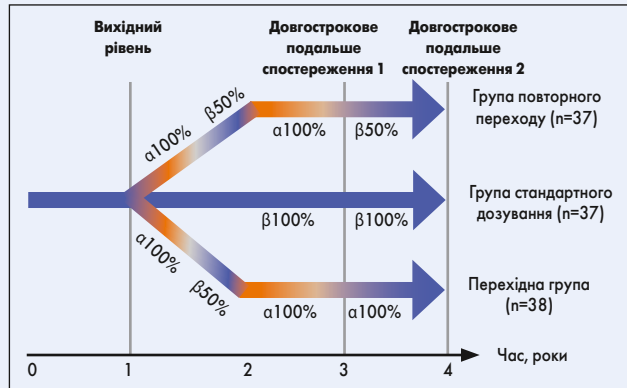 Вихідний
рівень
Довгострокове
подальше
спостереження 1
Довгострокове
подальше
спостереження 2
α100%
β50%
α100%
β50%
Група повторного
переходу (n=37)
β100%
β100%
Група стандартного
дозування (n=37)
α100%
β50%
α100%
α100%
Перехідна група
(n=38)
0
1
2
3
4
Час, роки